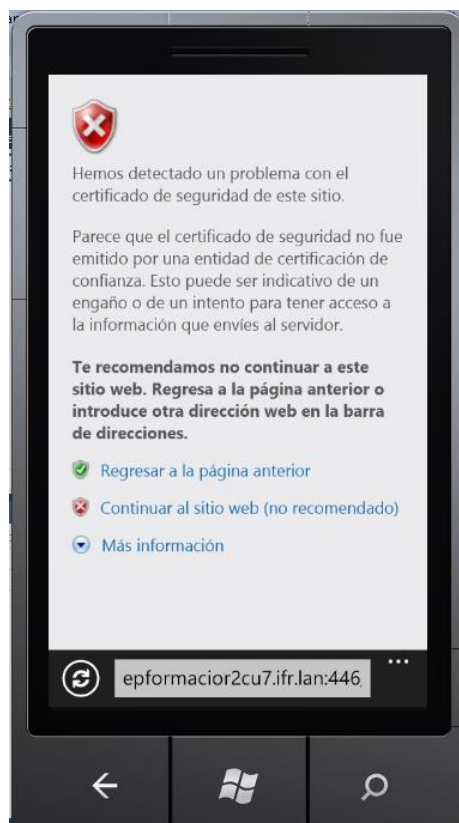 Hemos detectado un problema con el
certificado de seguridad de este sitio.
Parece que el certificado de seguridad no fue
emitido por una entidad de certificación de
confianza. Esto puede ser indicativo de un
engaño o de un intento para tener acceso a
la información que envíes al servidor.
Te recomendamos no continuar a este
sitio web. Regresa a la página anterior o
introduce otra dirección web en la barra
de direcciones.
Regresar a la página anterior
Continuar al sitio web (no recomendado)
Más información
epformacior2cu7.ifr.lan:446